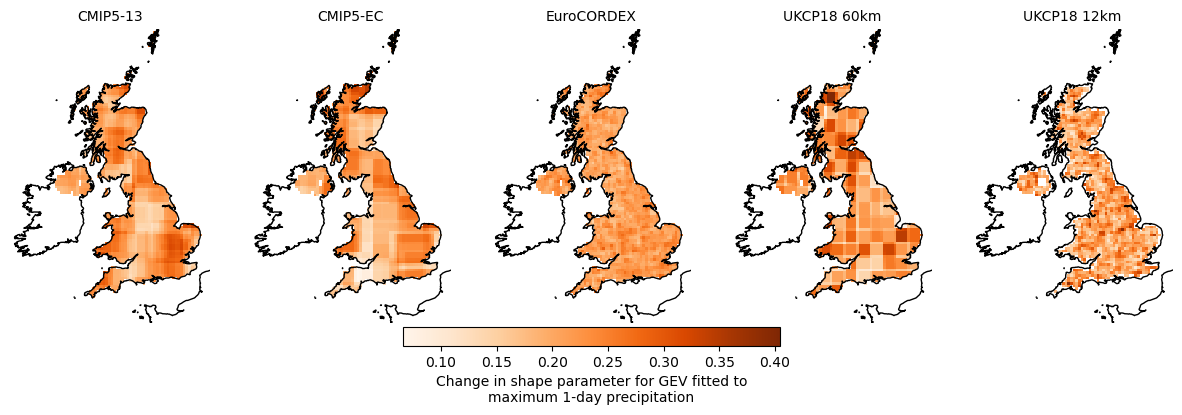 CMIP5-13
CMIP5-EC
EuroCORDEX
UKCP18 60km
UKCP18 12km
0.10
0.15
0.20
0.25
0.30
0.35
0.40
Change in shape parameter for GEV fitted to
maximum 1-day precipitation